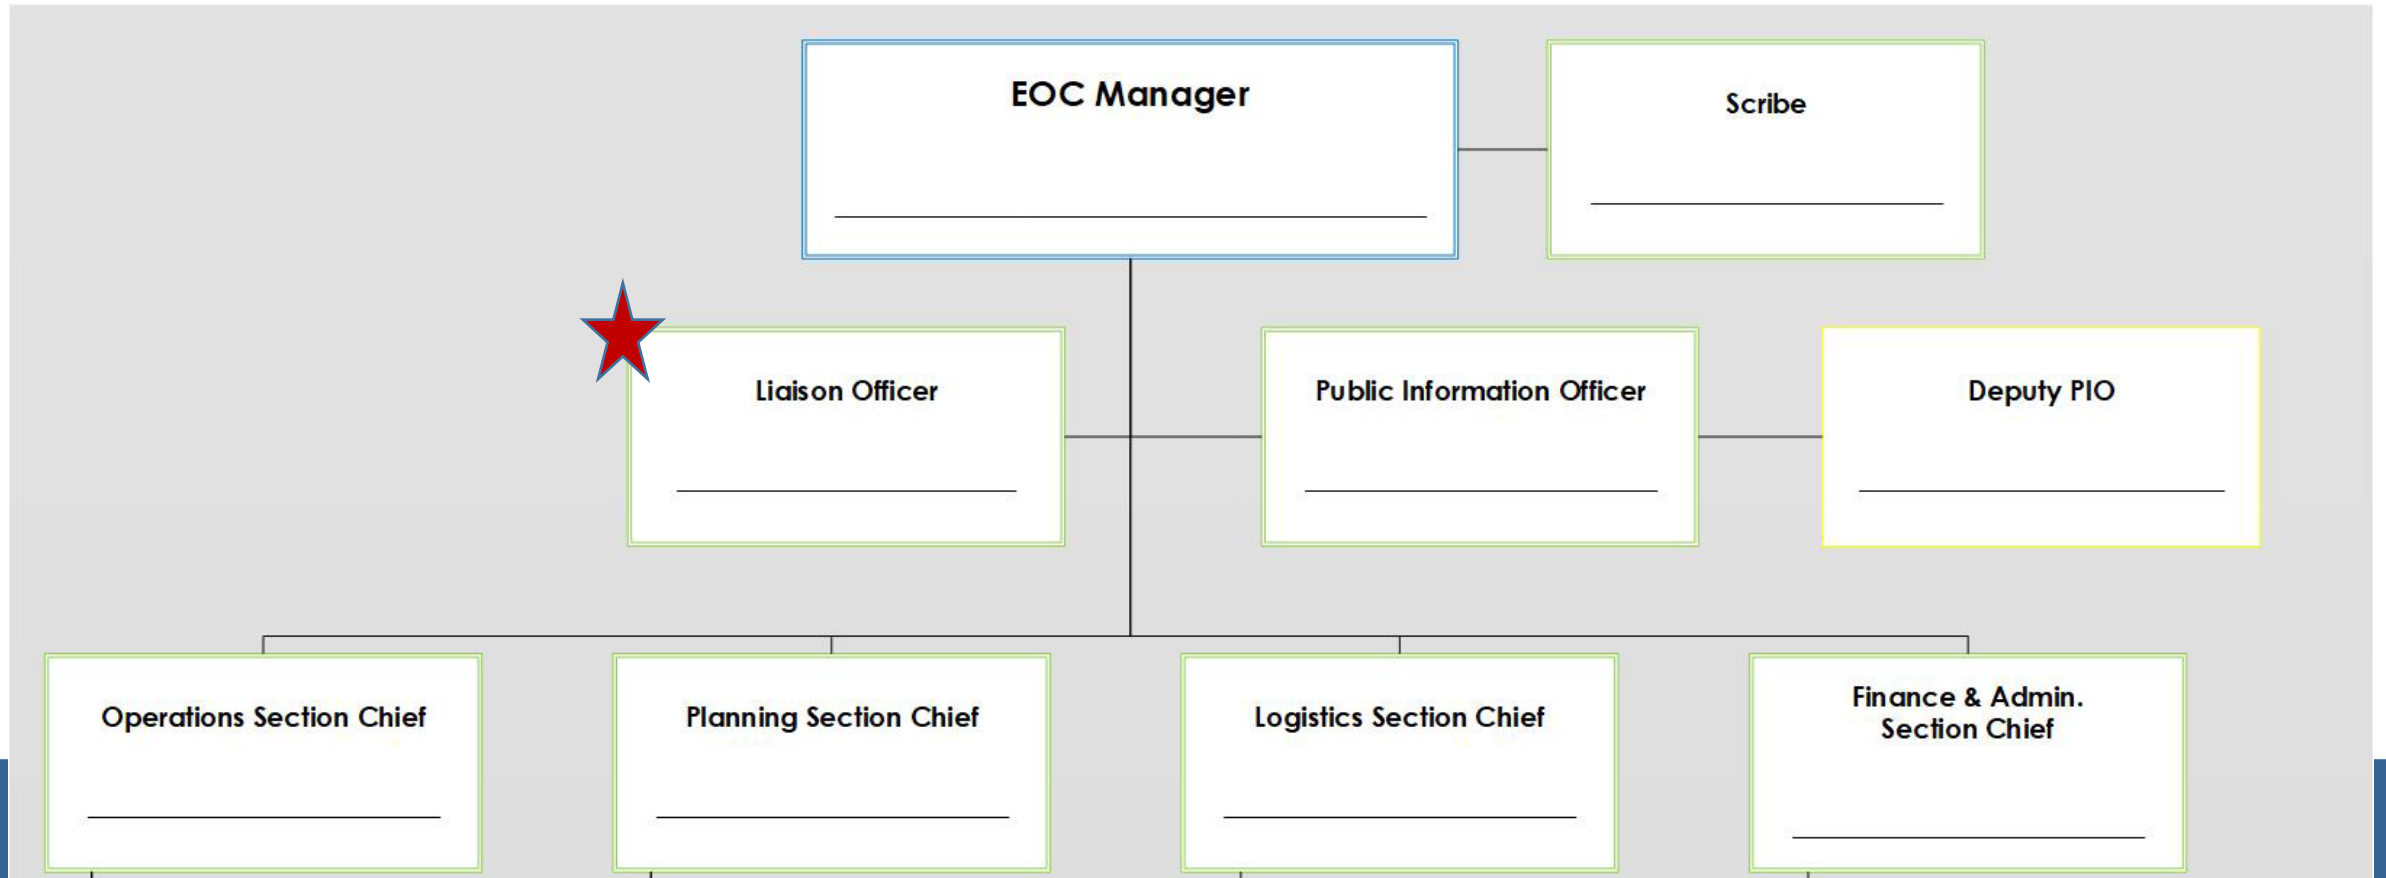 EOC Manager
Scribe
Liaison Officer
Public Information Officer
Deputy PIO
Operations Section Chief
Planning Section Chief
Logistics Section Chief
Finance & Admin.
Section Chief